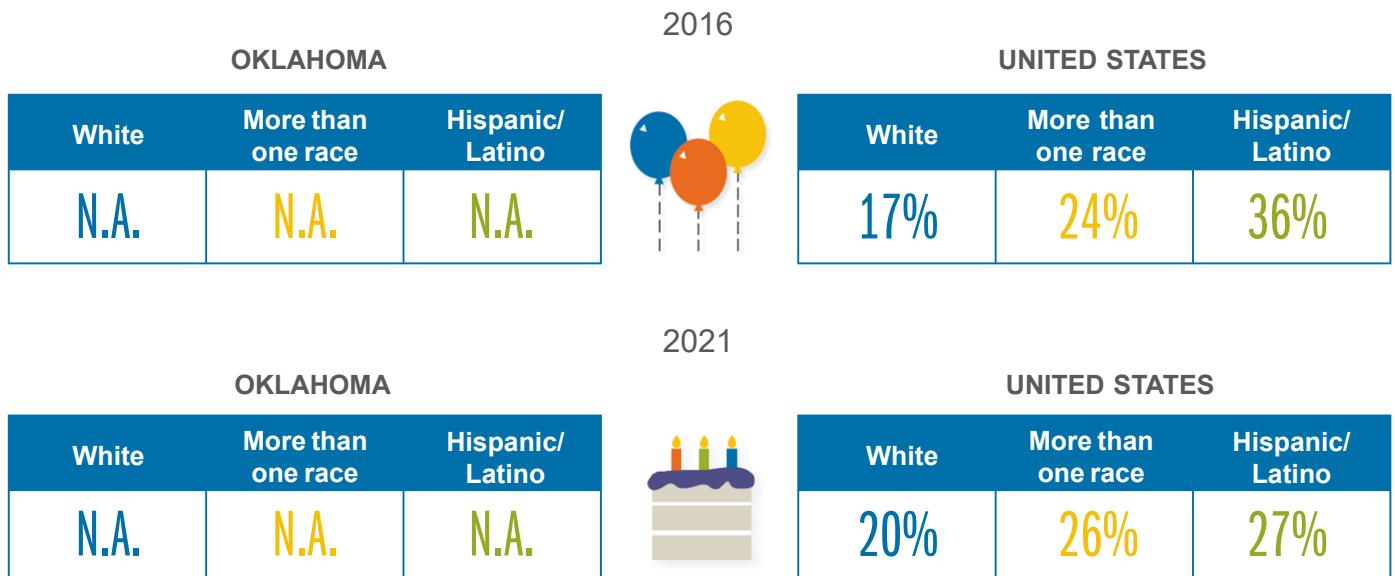 2016
OKLAHOMA
UNITED STATES
White
More than
one race
Hispanic/
Latino
N.A.
N.A.
N.A.
White
More than
one race
Hispanic/
Latino
17%
24%
36%
2021
OKLAHOMA
UNITED STATES
White
More than
one race
Hispanic/
Latino
N.A.
N.A.
N.A.
White
More than
one race
Hispanic/
Latino
20%
26%
27%